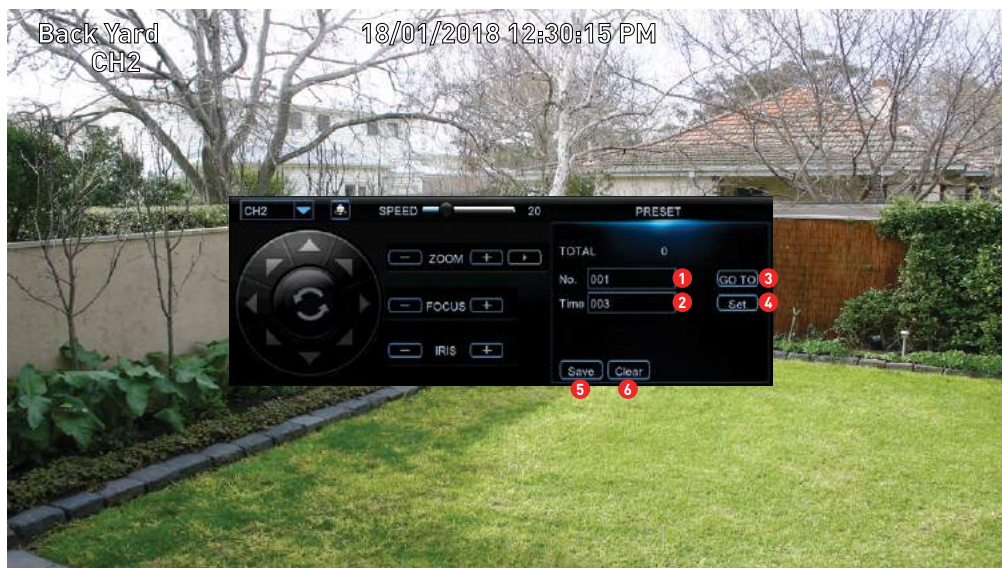 Back Yard 18/01/2018 12:30:15 PM
CH2
CH2 SPEED 20 PRESET
ZOOM
TOTAL 0
No. 001 1 GO TO 3
Time 003 2 Set 4
FOCUS
IRIS
Save Clear
5 6